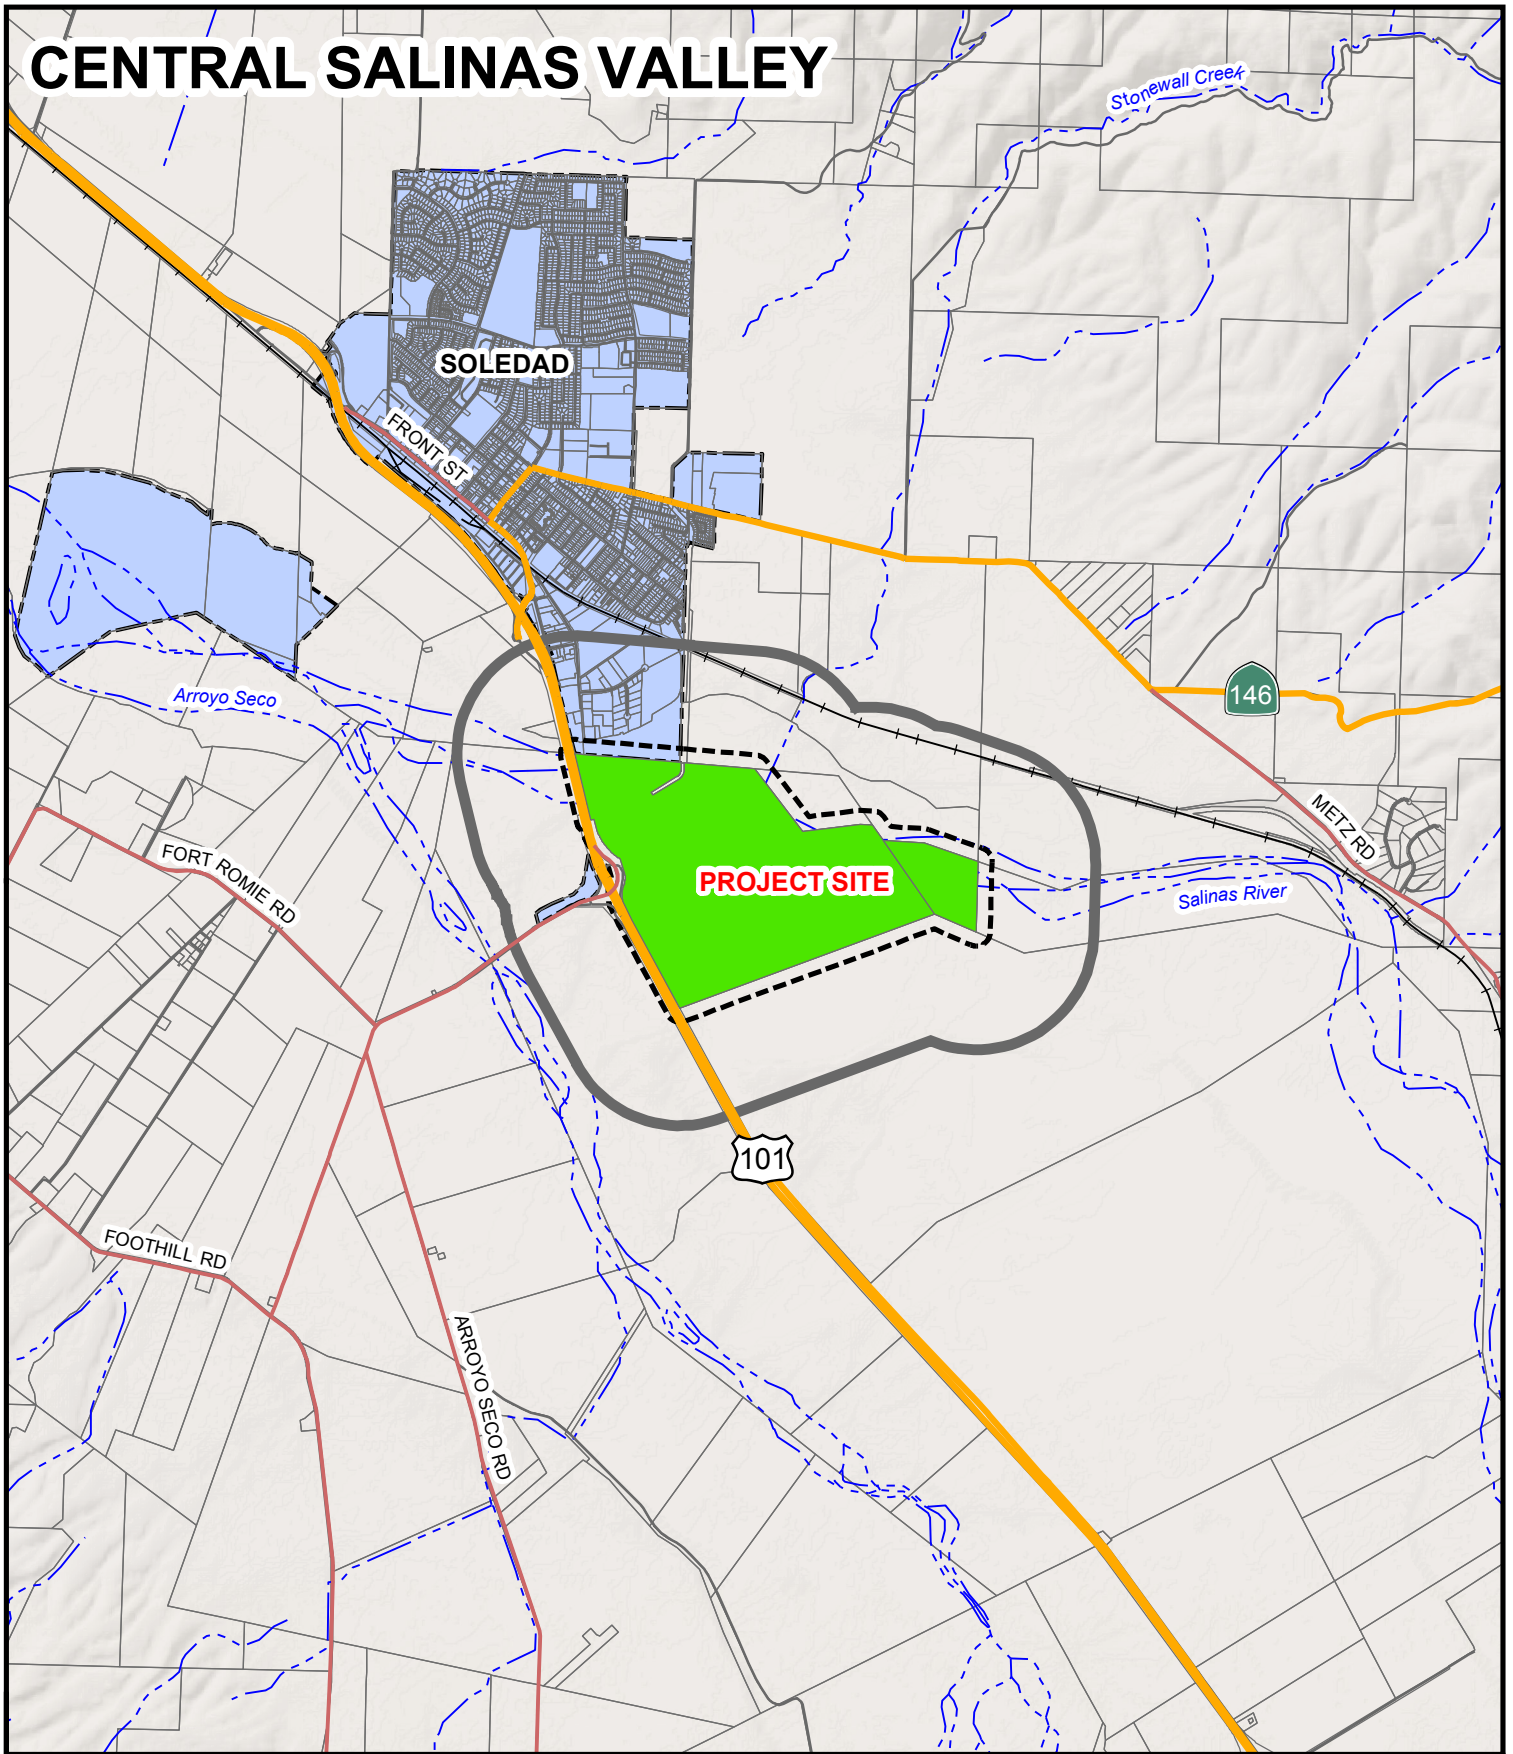 CENTRAL SALINAS VALLEY
Stonewall Creek
SOLEDAD
FRONT ST
Arroyo Seco
146
METZ RD
FORT ROMIE RD
PROJECT SITE
Salinas River
101
FOOTHILL RD
ARROYO SECO RD